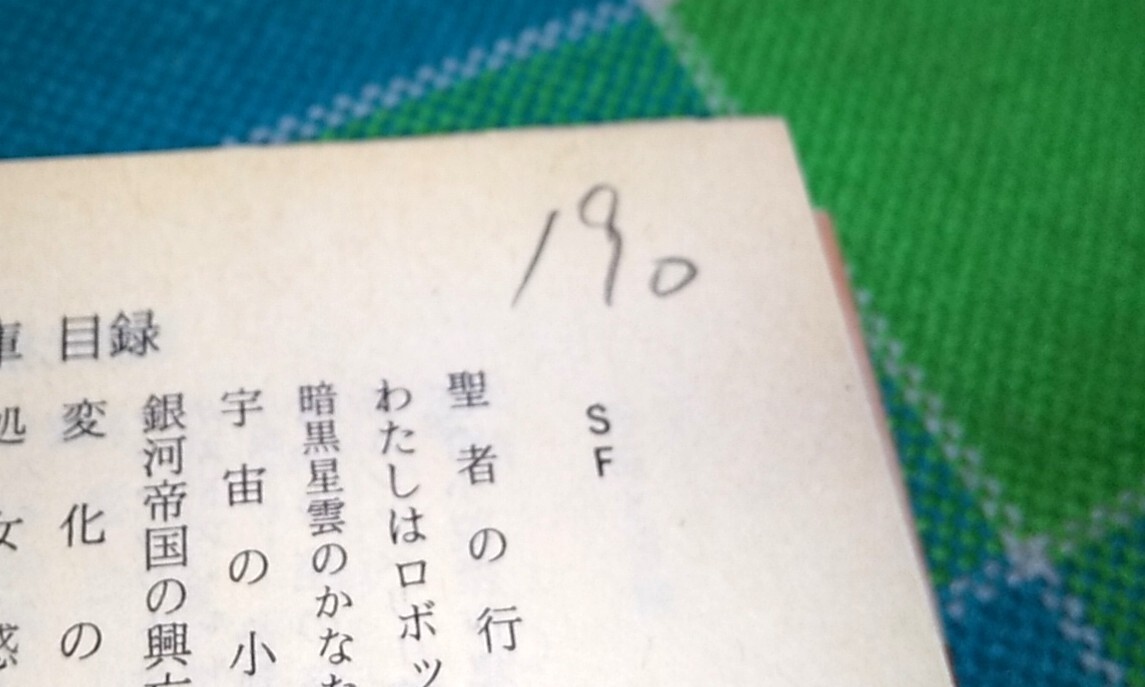 190
SF
聖者の行
わたしはロボッ
暗黒星雲のかな
宇宙の小
銀河帝国の興
目録
変化の
女